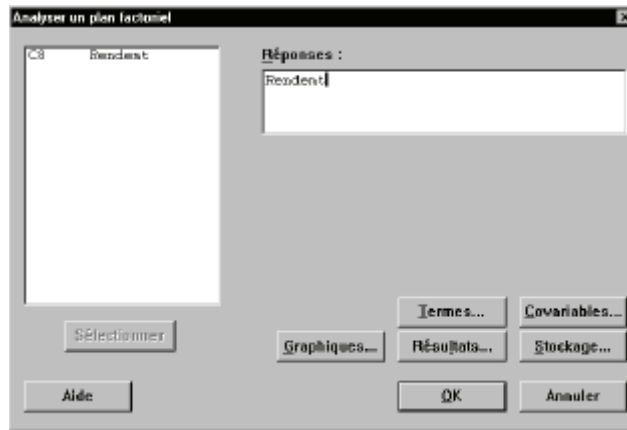 Analyser un plan factoriel
C8 Rendemt
Réponses :
Rendemt
Termes...
Covariables...
Sélectionner
Graphiques...
Résultats...
Stockage...
Aide
OK
Annuler